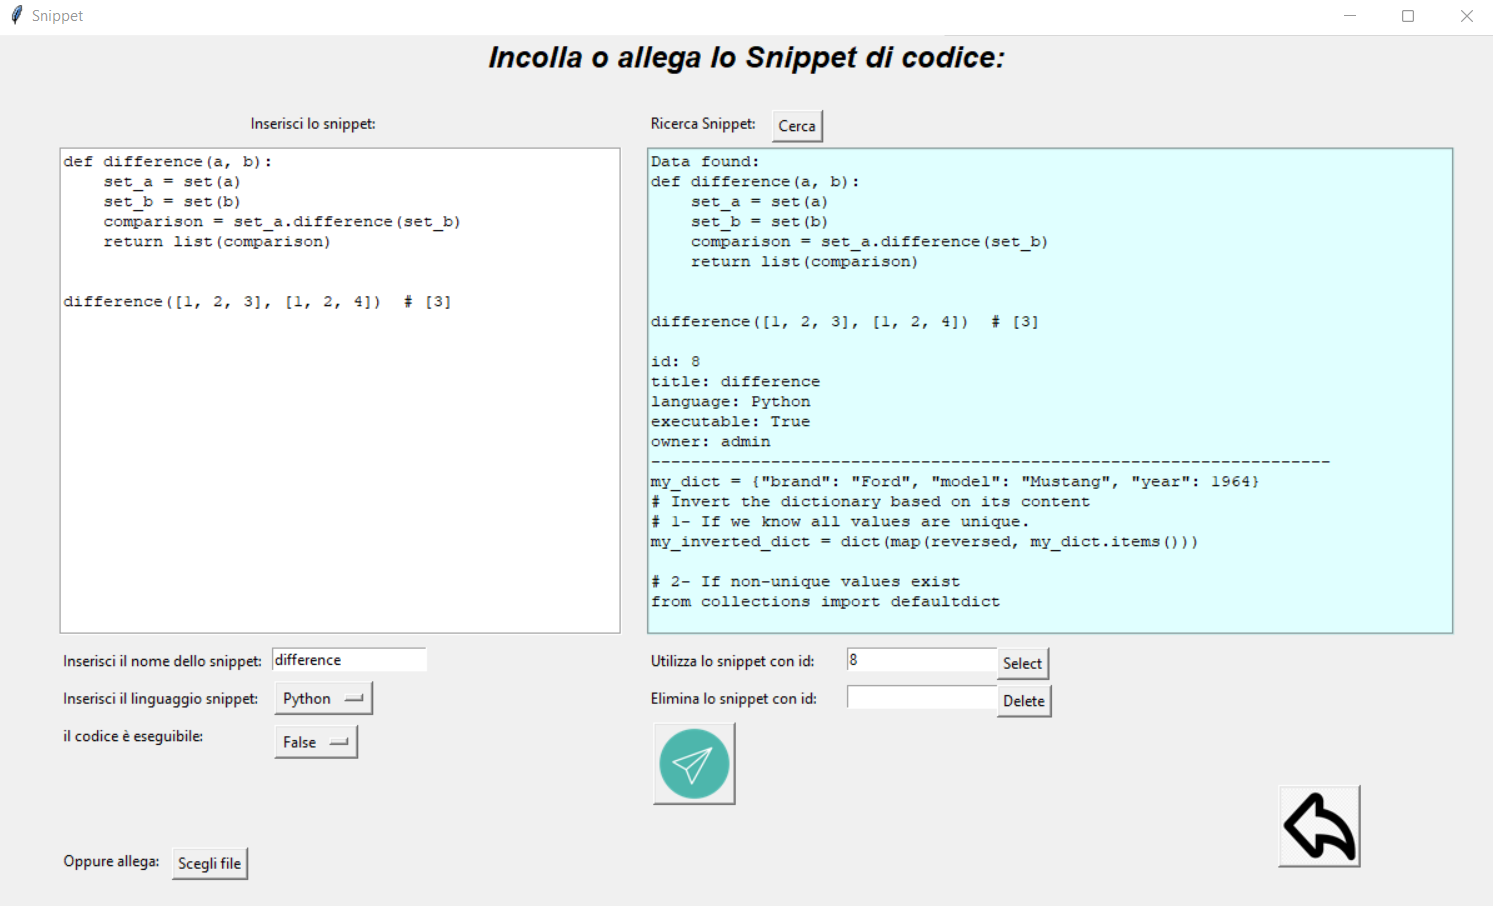 Snippet
Incolla o allega lo Snippet di codice:
Inserisci lo snippet:
def difference(a, b):
    set_a = set(a)
    set_b = set(b)
    comparison = set_a.difference(set_b)
    return list(comparison)
difference([1, 2, 3], [1, 2, 4])  # [3]
Inserisci il nome dello snippet: difference
Inserisci il linguaggio snippet: Python
il codice è eseguibile: False
Oppure allega: Scegli file
Ricerca Snippet: Cerca
Data found:
def difference(a, b):
    set_a = set(a)
    set_b = set(b)
    comparison = set_a.difference(set_b)
    return list(comparison)
difference([1, 2, 3], [1, 2, 4])  # [3]
id: 8
title: difference
language: Python
executable: True
owner: admin
--------------------------------------------------------------------
my_dict = {"brand": "Ford", "model": "Mustang", "year": 1964}
# Invert the dictionary based on its content
# 1- If we know all values are unique.
my_inverted_dict = dict(map(reversed, my_dict.items()))
# 2- If non-unique values exist
from collections import defaultdict
Utilizza lo snippet con id: 8 Select
Elimina lo snippet con id: Delete